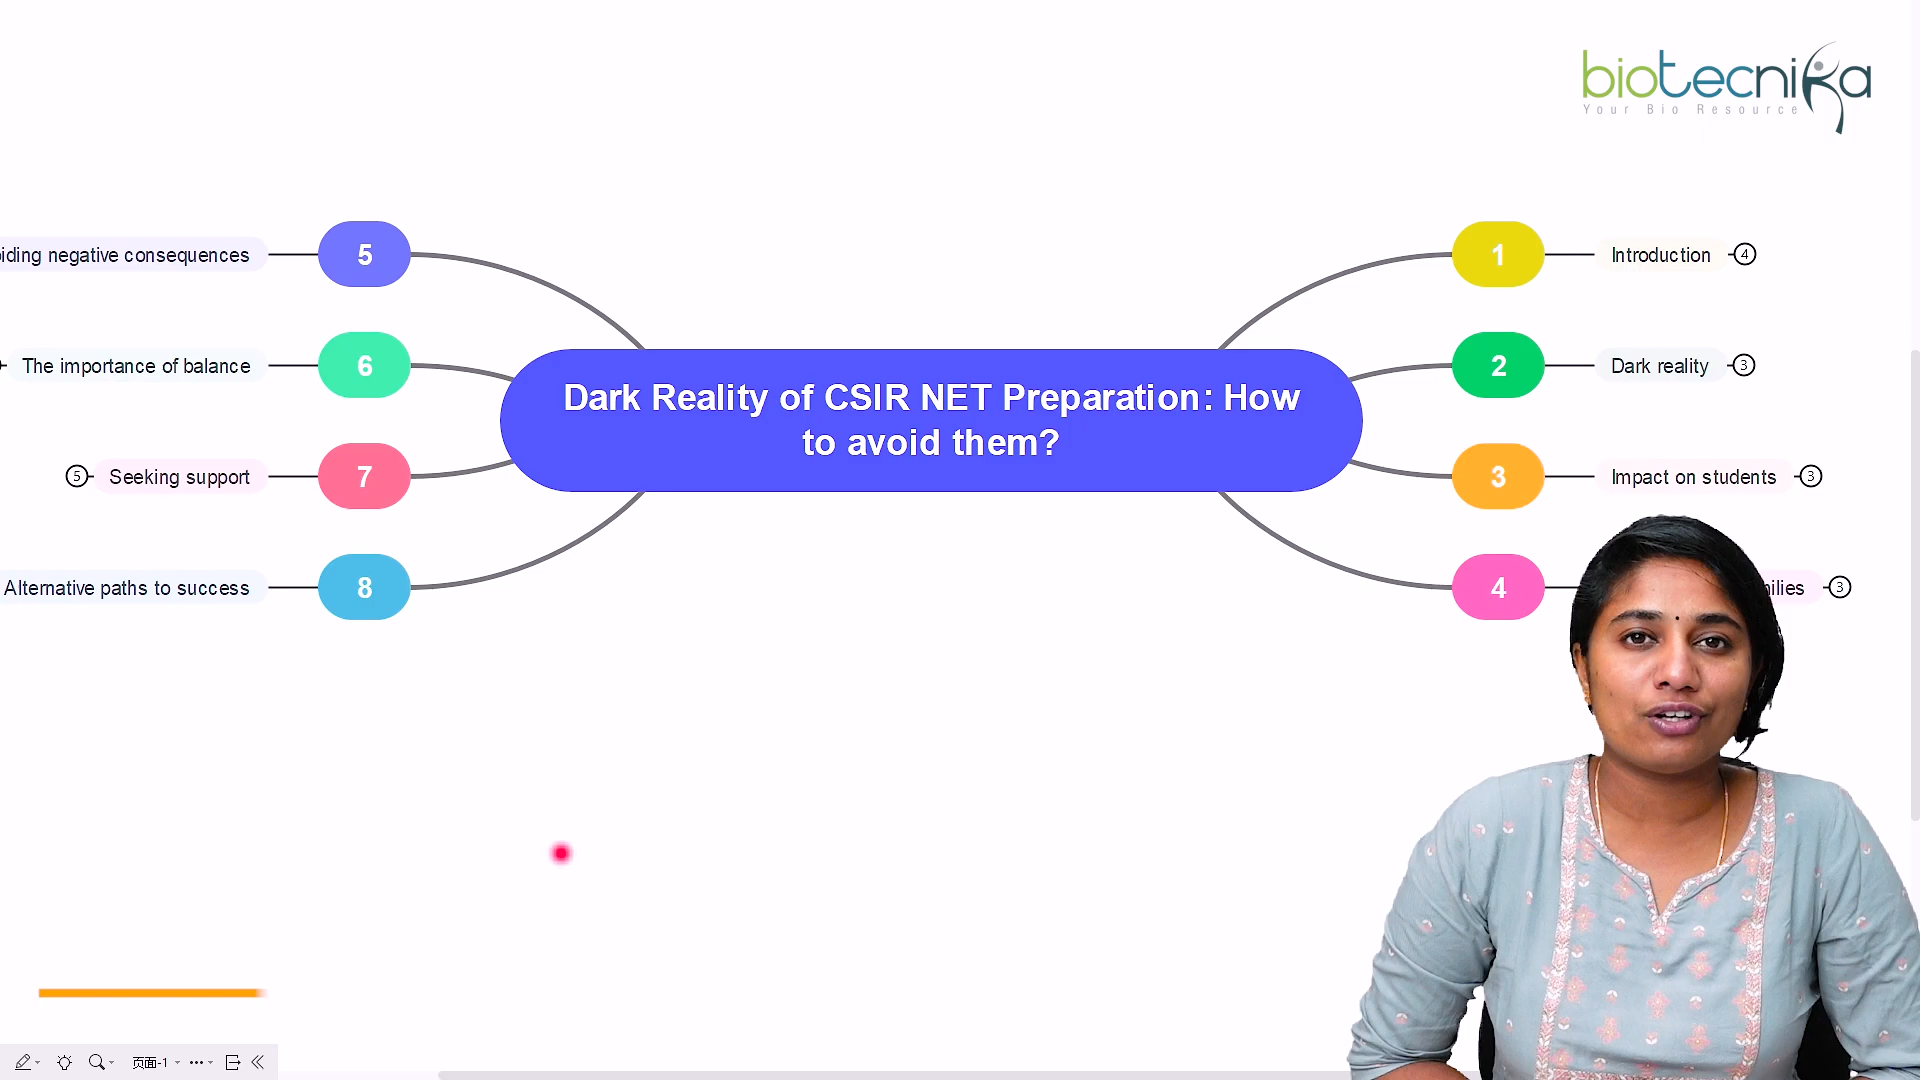 biotecnika
Your Bio Resource
5
negative consequences
6
The importance of balance
5
Seeking support
7
8
Alternative paths to success
Dark Reality of CSIR NET Preparation: How
to avoid them?
1
Introduction
4
2
Dark reality
3
3
Impact on students
3
4
3
页面-1